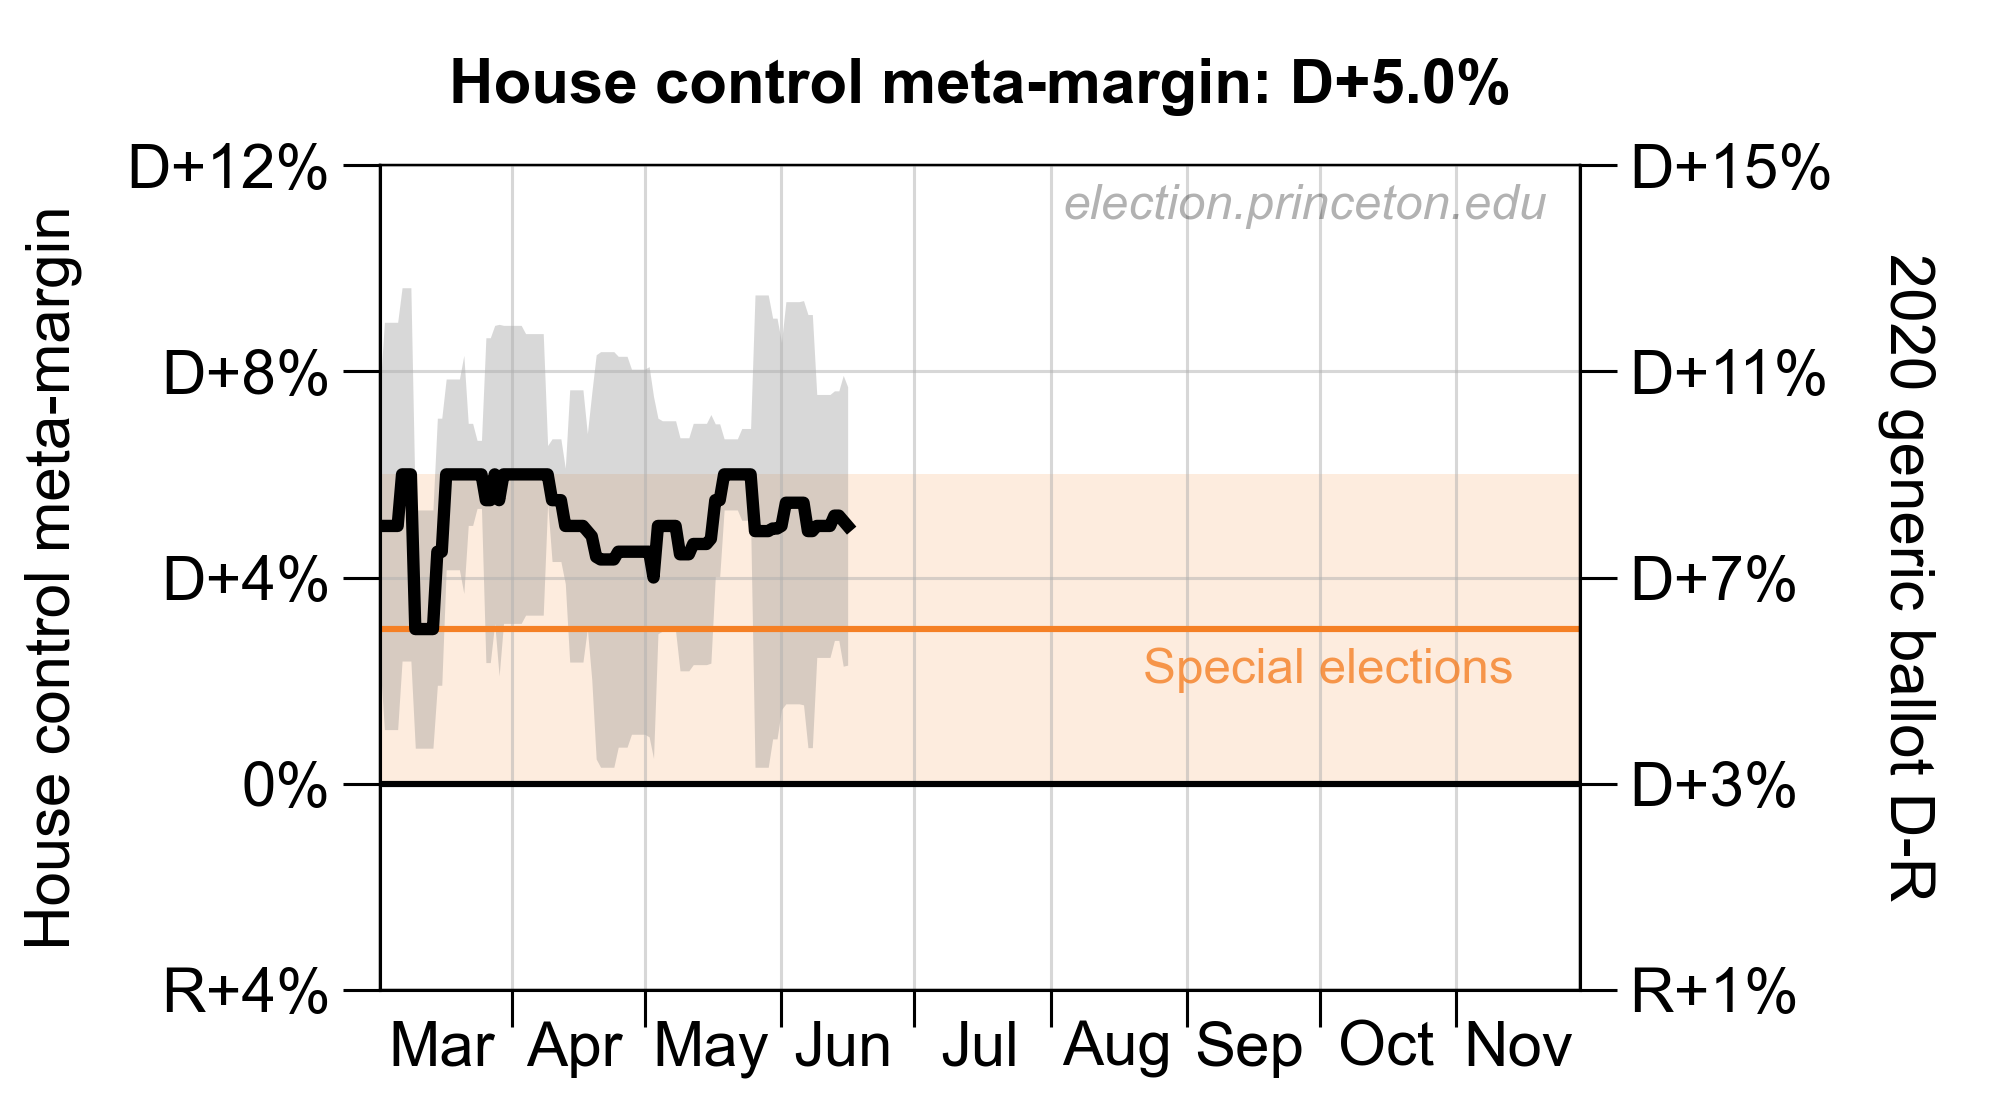 House control meta-margin: D+5.0%
election.princeton.edu
House control meta-margin
D+12%
D+8%
D+4%
0%
R+4%
D+15%
D+11%
D+7%
D+3%
R+1%
2020 generic ballot D-R
Special elections
Mar Apr May Jun Jul Aug Sep Oct Nov